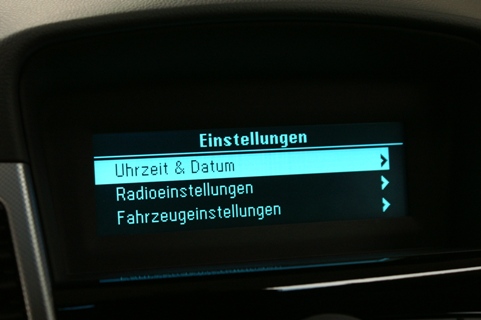 Einstellungen
Uhrzeit & Datum
Radioeinstellungen
Fahrzeugeinstellungen